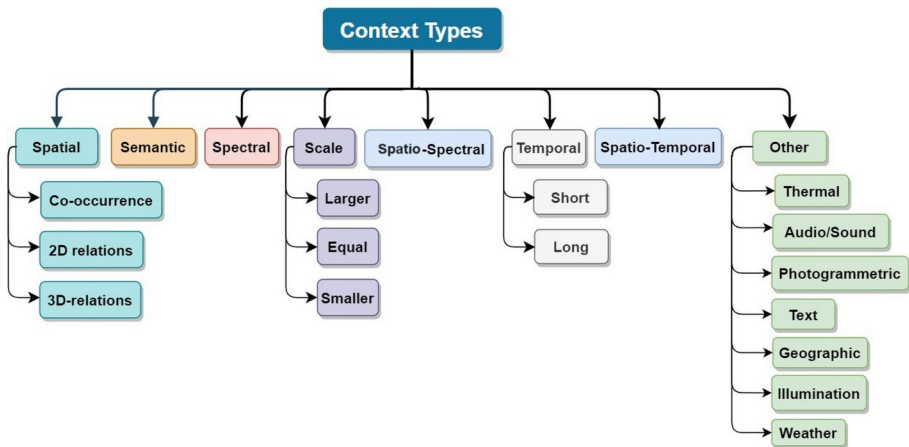 Context Types
Spatial
Semantic
Spectral
Scale
Spatio-Spectral
Temporal
Spatio-Temporal
Other
Co-occurrence
2D relations
3D-relations
Larger
Equal
Smaller
Short
Long
Thermal
Audio/Sound
Photogrammetric
Text
Geographic
Illumination
Weather